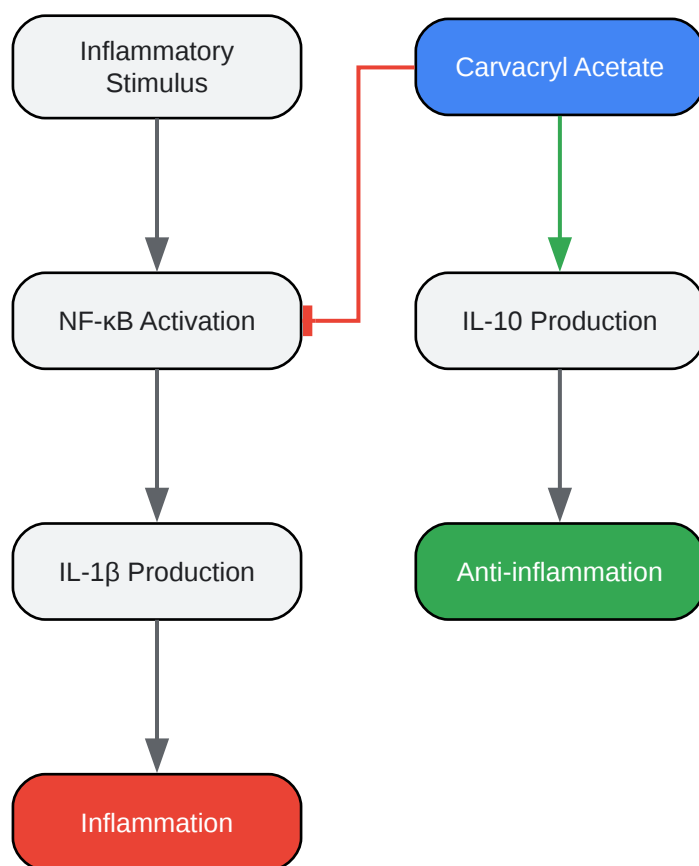 Inflammatory
Stimulus
Carvacryl Acetate
NF-κB Activation
IL-10 Production
IL-1β Production
Anti-inflammation
Inflammation